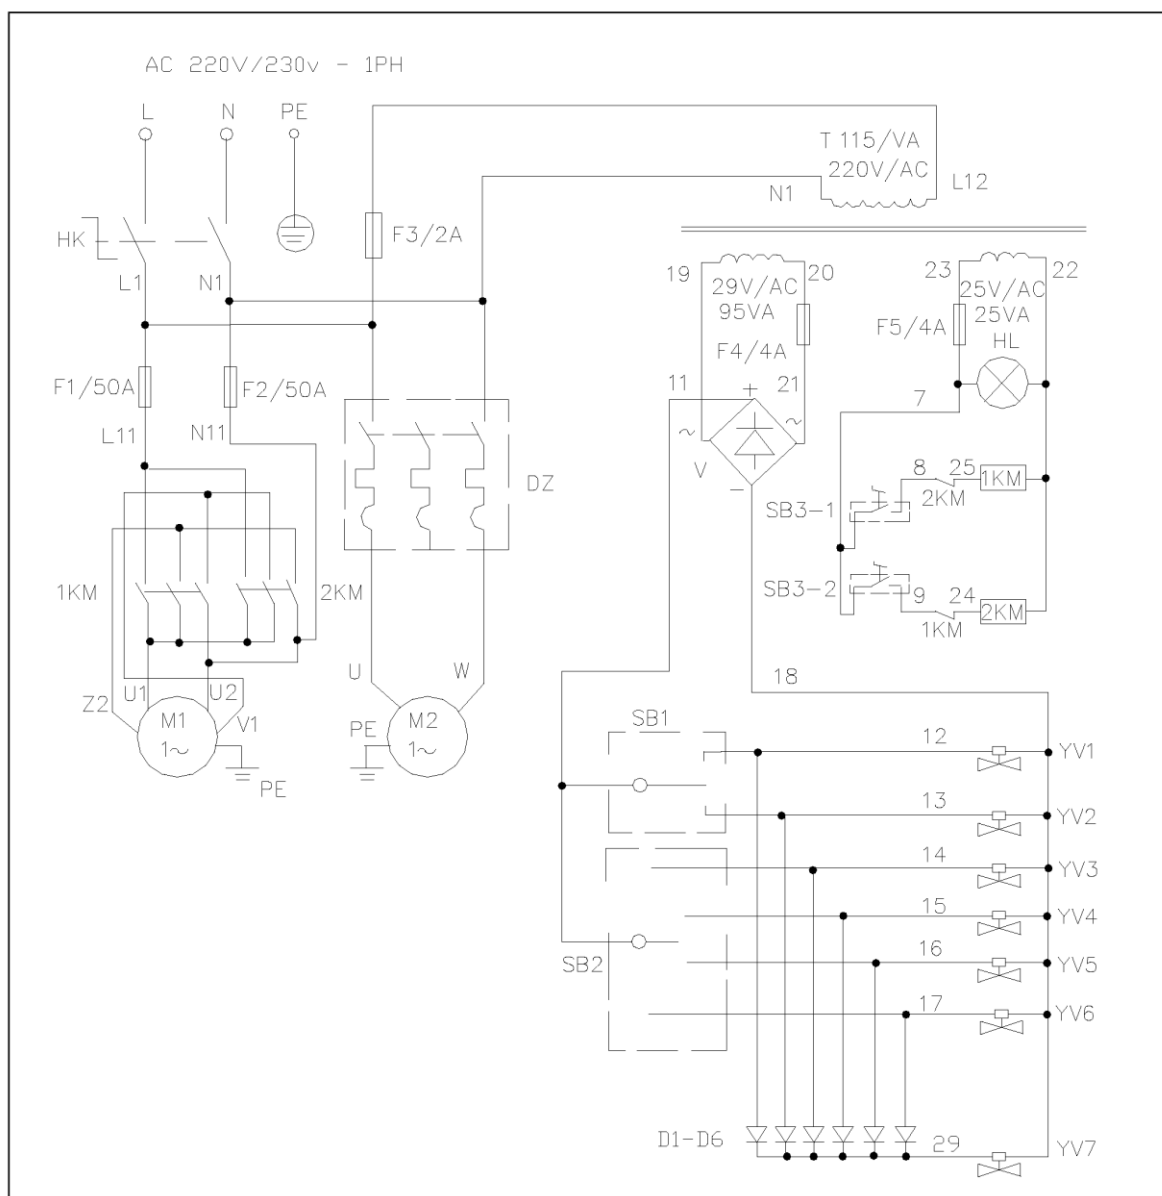 AC 220V/230v - 1PH
L N PE
T 115/VA
220V/AC
N1 L12
HK
F3/2A
L1 N1
19 20 23 22
29V/AC
95VA
25V/AC
25VA
F4/4A
F5/4A
HL
F1/50A F2/50A
11 21 7
+
L11 N11
~ ~
V
-
DZ
8 25
1KM
2KM
SB3-1
1KM 2KM
SB3-2
9 24
2KM
1KM
U W
18
Z2 U1 U2
V1
M1
1~
PE
M2
1~
PE
SB1
12 YV1
13 YV2
14 YV3
15 YV4
SB2
16 YV5
17 YV6
D1-D6
29 YV7